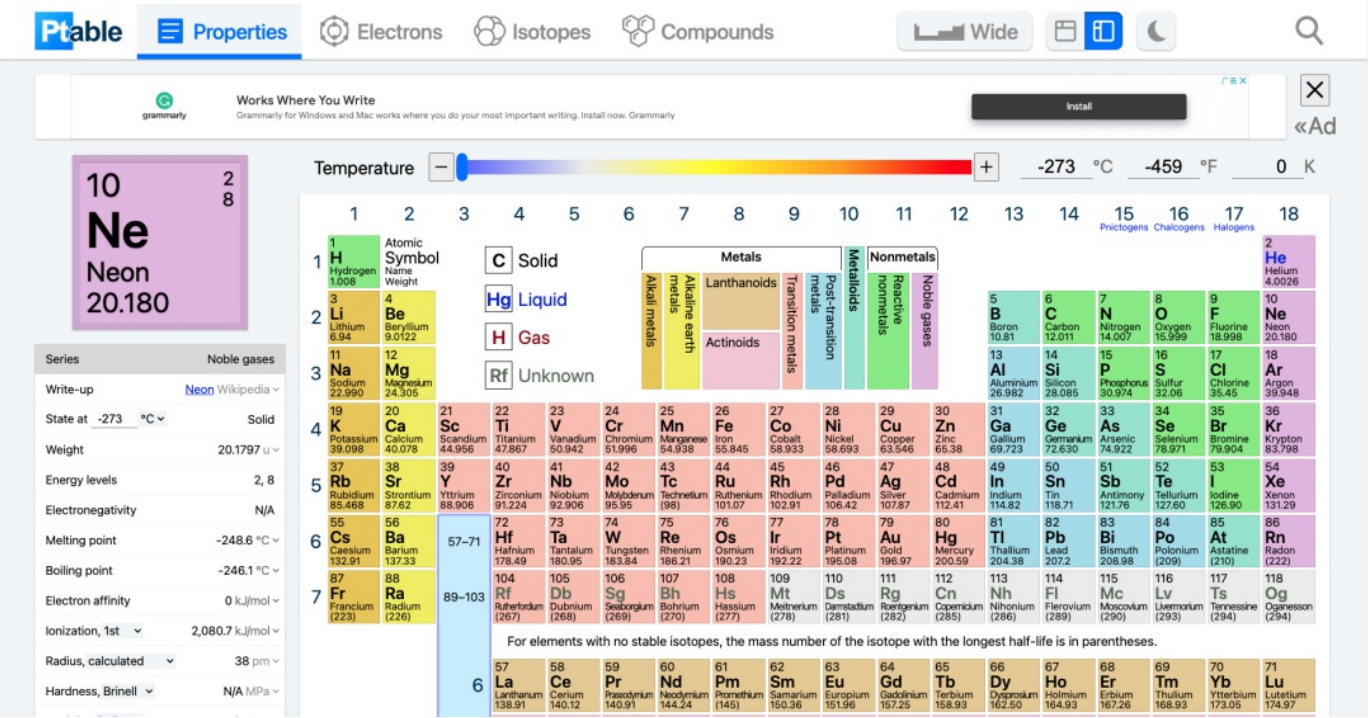 Ptable Properties Electrons Isotopes Compounds Wide
广告 X
Works Where You Write
grammarly
Grammarly for Windows and Mac works where you do your most important writing. Install now. Grammarly
Install
«Ad
Temperature − + -273 °C -459 °F 0 K
10 2
8
Ne
Neon
20.180
Series Noble gases
Write-up Neon Wikipedia
State at -273 °C Solid
Weight 20.1797 u
Energy levels 2, 8
Electronegativity N/A
Melting point -248.6 °C
Boiling point -246.1 °C
Electron affinity 0 kJ/mol
Ionization, 1st 2,080.7 kJ/mol
Radius, calculated 38 pm
Hardness, Brinell N/A MPa
1 2 3 4 5 6 7 8 9 10 11 12 13 14 15 16 17 18
Pnictogens Chalcogens Halogens
Atomic
Symbol
Name
Weight
C Solid
Hg Liquid
H Gas
Rf Unknown
Metals
Metalloids
Nonmetals
Alkali metals
Alkaline earth metals
Lanthanoids
Actinoids
Transition metals
Post-transition metals
Reactive nonmetals
Noble gases
1
1 2
H He
Hydrogen Helium
1.008 4.0026
2
3 4 5 6 7 8 9 10
Li Be B C N O F Ne
Lithium Beryllium Boron Carbon Nitrogen Oxygen Fluorine Neon
6.94 9.0122 10.81 12.011 14.007 15.999 18.998 20.180
3
11 12 13 14 15 16 17 18
Na Mg Al Si P S Cl Ar
Sodium Magnesium Aluminium Silicon Phosphorus Sulfur Chlorine Argon
22.990 24.305 26.982 28.085 30.974 32.06 35.45 39.948
4
19 20 21 22 23 24 25 26 27 28 29 30 31 32 33 34 35 36
K Ca Sc Ti V Cr Mn Fe Co Ni Cu Zn Ga Ge As Se Br Kr
Potassium Calcium Scandium Titanium Vanadium Chromium Manganese Iron Cobalt Nickel Copper Zinc Gallium Germanium Arsenic Selenium Bromine Krypton
39.098 40.078 44.956 47.867 50.942 51.996 54.938 55.845 58.933 58.693 63.546 65.38 69.723 72.630 74.922 78.971 79.904 83.798
5
37 38 39 40 41 42 43 44 45 46 47 48 49 50 51 52 53 54
Rb Sr Y Zr Nb Mo Tc Ru Rh Pd Ag Cd In Sn Sb Te I Xe
Rubidium Strontium Yttrium Zirconium Niobium Molybdenum Technetium Ruthenium Rhodium Palladium Silver Cadmium Indium Tin Antimony Tellurium Iodine Xenon
85.468 87.62 88.906 91.224 92.906 95.95 (98) 101.07 102.91 106.42 107.87 112.41 114.82 118.71 121.76 127.60 126.90 131.29
6
55 56 57–71 72 73 74 75 76 77 78 79 80 81 82 83 84 85 86
Cs Ba Hf Ta W Re Os Ir Pt Au Hg Tl Pb Bi Po At Rn
Caesium Barium Hafnium Tantalum Tungsten Rhenium Osmium Iridium Platinum Gold Mercury Thallium Lead Bismuth Polonium Astatine Radon
132.91 137.33 178.49 180.95 183.84 186.21 190.23 192.22 195.08 196.97 200.59 204.38 207.2 208.98 (209) (210) (222)
7
87 88 89–103 104 105 106 107 108 109 110 111 112 113 114 115 116 117 118
Fr Ra Rf Db Sg Bh Hs Mt Ds Rg Cn Nh Fl Mc Lv Ts Og
Francium Radium Rutherfordium Dubnium Seaborgium Bohrium Hassium Meitnerium Darmstadtium Roentgenium Copernicium Nihonium Flerovium Moscovium Livermorium Tennessine Oganesson
(223) (226) (267) (268) (269) (270) (277) (278) (281) (282) (285) (286) (289) (290) (293) (294) (294)
For elements with no stable isotopes, the mass number of the isotope with the longest half-life is in parentheses.
6
57 58 59 60 61 62 63 64 65 66 67 68 69 70 71
La Ce Pr Nd Pm Sm Eu Gd Tb Dy Ho Er Tm Yb Lu
Lanthanum Cerium Praseodymium Neodymium Promethium Samarium Europium Gadolinium Terbium Dysprosium Holmium Erbium Thulium Ytterbium Lutetium
138.91 140.12 140.91 144.24 (145) 150.36 151.96 157.25 158.93 162.50 164.93 167.26 168.93 173.05 174.97